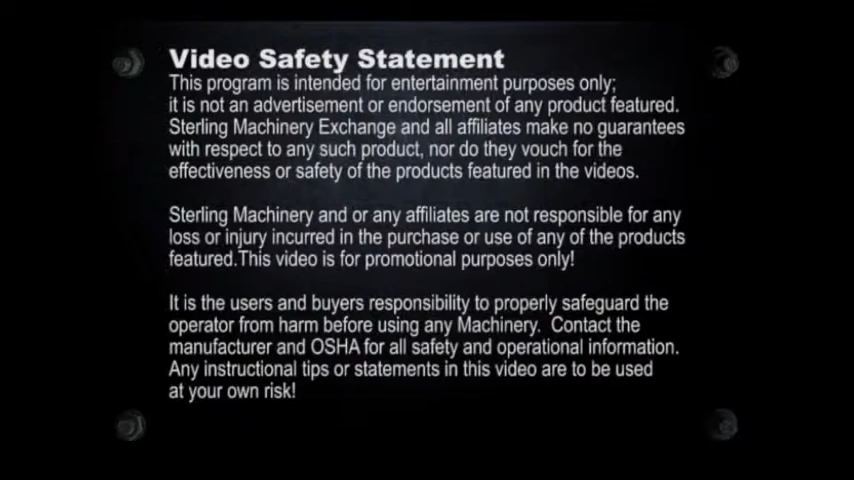 Video Safety Statement
This program is intended for entertainment purposes only;
it is not an advertisement or endorsement of any product featured.
Sterling Machinery Exchange and all affiliates make no guarantees
with respect to any such product, nor do they vouch for the
effectiveness or safety of the products featured in the videos.
Sterling Machinery and or any affiliates are not responsible for any
loss or injury incurred in the purchase or use of any of the products
featured.This video is for promotional purposes only!
It is the users and buyers responsibility to properly safeguard the
operator from harm before using any Machinery.  Contact the
manufacturer and OSHA for all safety and operational information.
Any instructional tips or statements in this video are to be used
at your own risk!